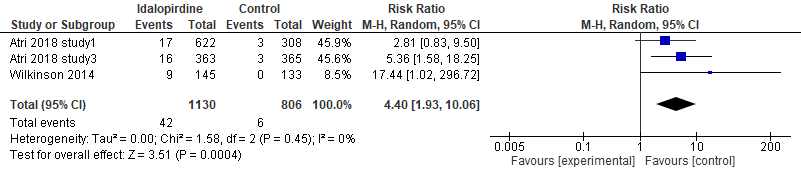 Idalopirdine Control Risk Ratio Risk Ratio
Study or Subgroup Events Total Events Total Weight M-H, Random, 95% CI M-H, Random, 95% CI
Atri 2018 study1 17 622 3 308 45.9% 2.81 (0.83, 9.50)
Atri 2018 study3 16 363 3 365 45.6% 5.36 (1.58, 18.25)
Wilkinson 2014 9 145 0 133 8.5% 17.44 (1.02, 296.72)
Total (95% CI) 1130 806 100.0% 4.40 (1.93, 10.06)
Total events 42 6
Heterogeneity: Tau² = 0.00; Chi² = 1.58, df = 2 (P = 0.45); I² = 0%
Test for overall effect: Z = 3.51 (P = 0.0004)
0.005 0.1 1 10 200
Favours [experimental] Favours [control]